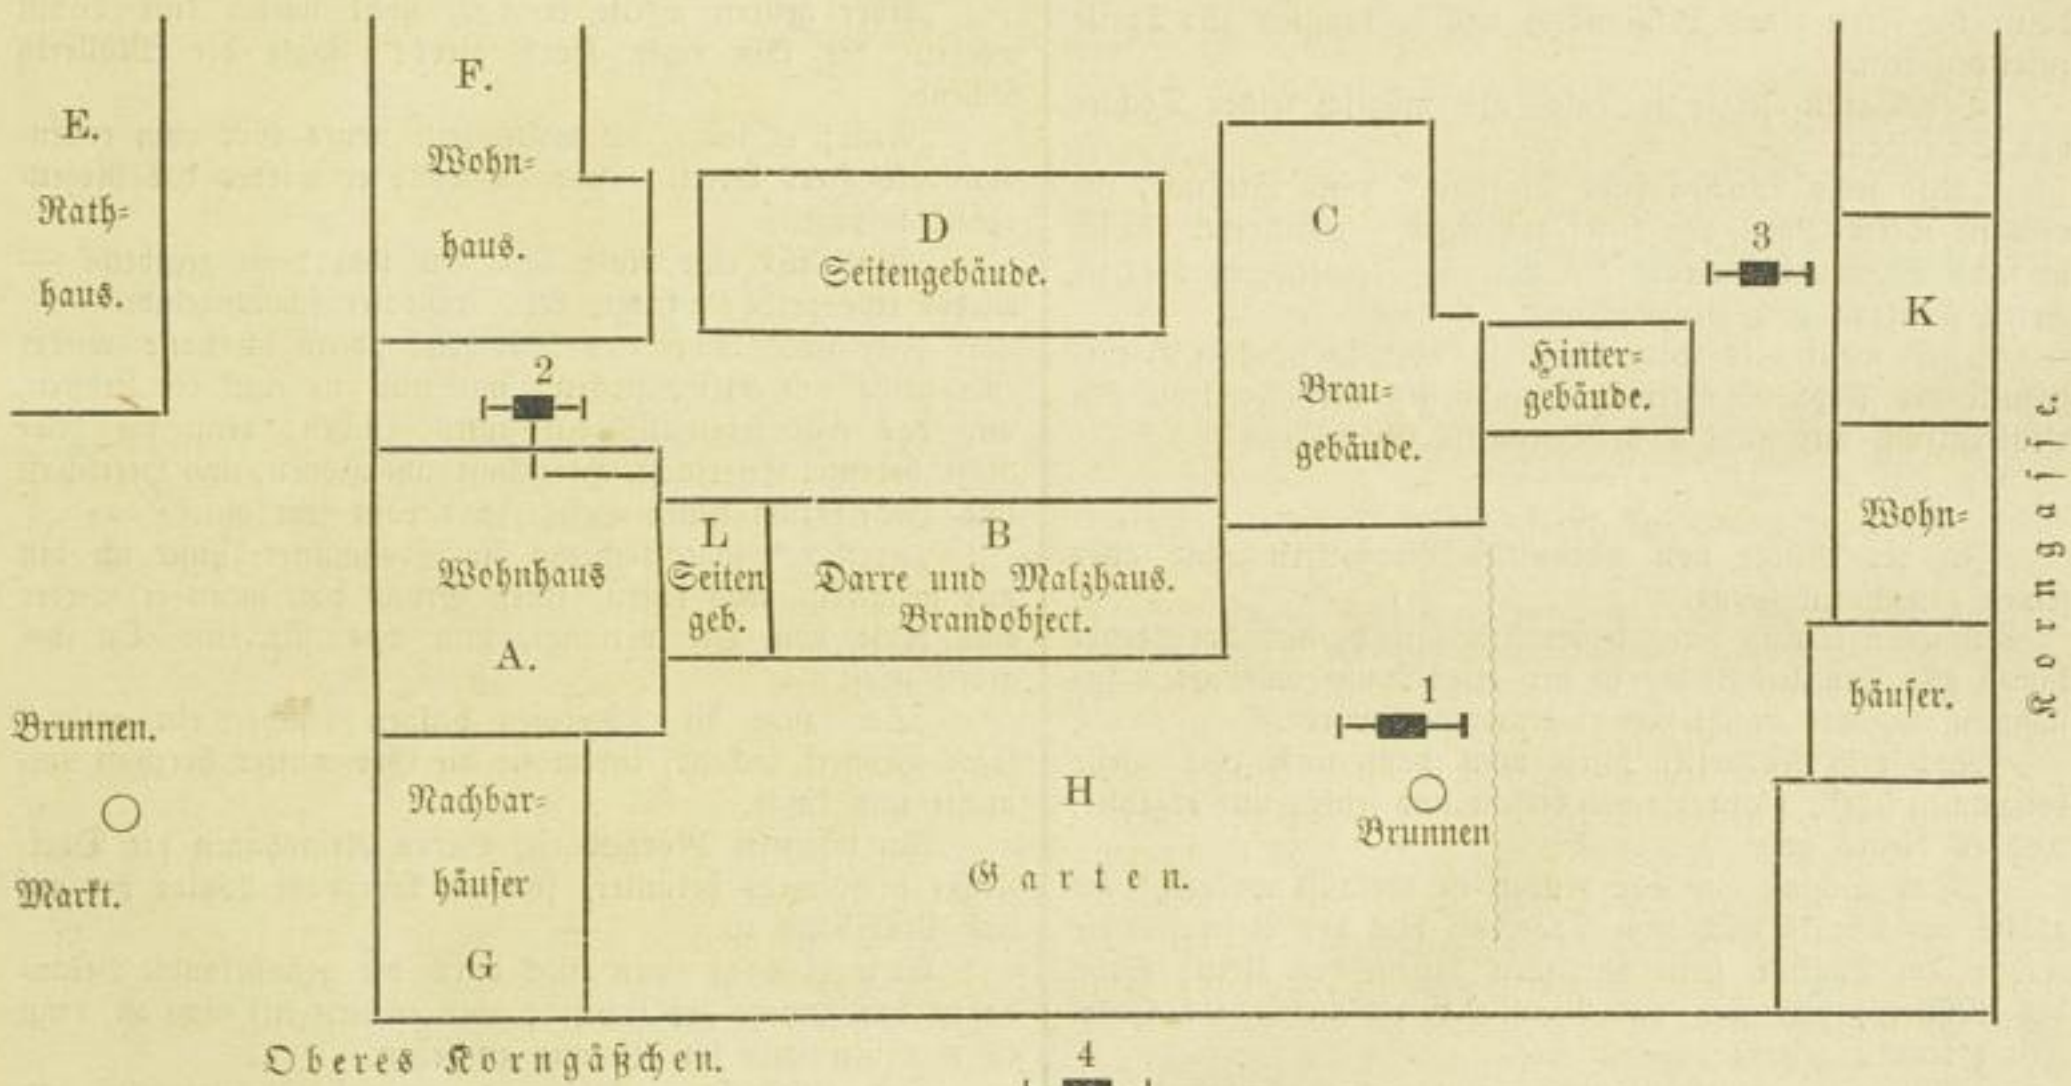 E.
Rath⸗
haus.
F.
Wohn⸗
haus.
D
Seitengebäude.
C
Brau⸗
gebäude.
Hinter⸗
gebäude.
3
K
Wohn⸗
häuser.
Korngasse.
2
Wohnhaus
A.
L
Seiten
geb.
B
Darre und Malzhaus.
Brandobject.
1
Brunnen
H
Garten.
Brunnen.
Markt.
Nachbar⸗
häuser
G
Oberes Korngäßchen.
4